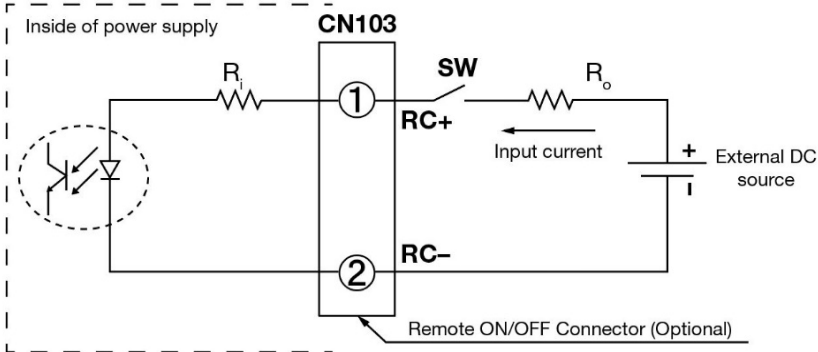 Inside of power supply
CN103
Ri
1
RC+
SW
Ro
Input current
+
External DC
source
-
2
RC–
Remote ON/OFF Connector (Optional)